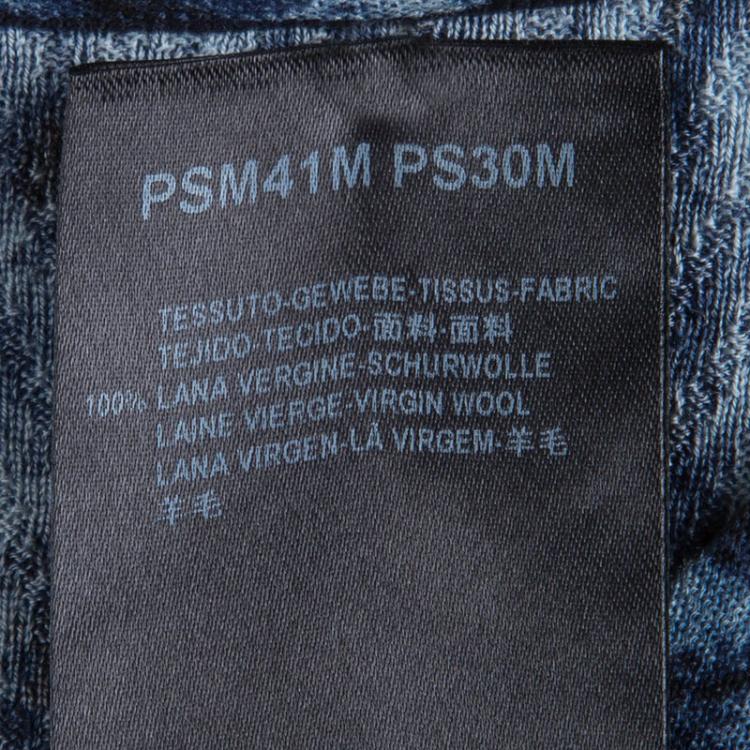 PSM41M PS30M
TESSUTO-GEWEBE-TISSUS-FABRIC
TEJIDO-TECIDO-面料-面料
100% LANA VERGINE-SCHURWOLLE
LAINE VIERGE-VIRGIN WOOL
LANA VIRGEN-LÃ VIRGEM-羊毛
羊毛